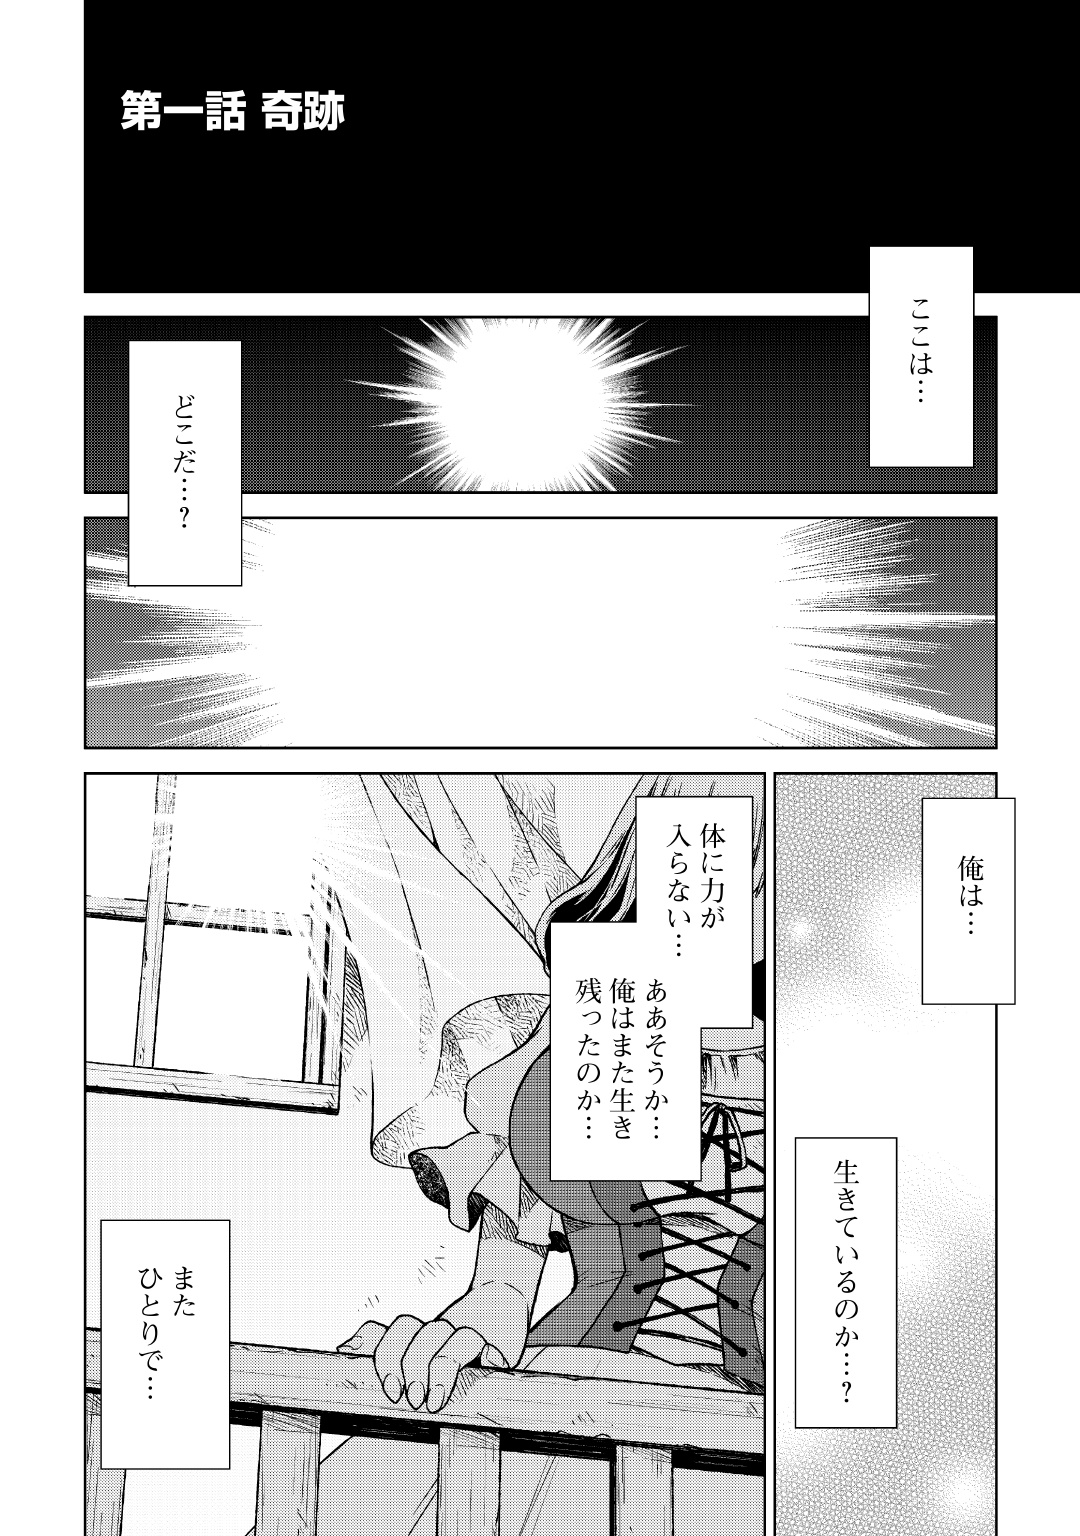 第一話 奇跡
ここは…
どこだ…?
俺は…
生きているのか…?
体に力が
入らない…
ああそうか…
俺はまた生き
残ったのか…
また
ひとりで…